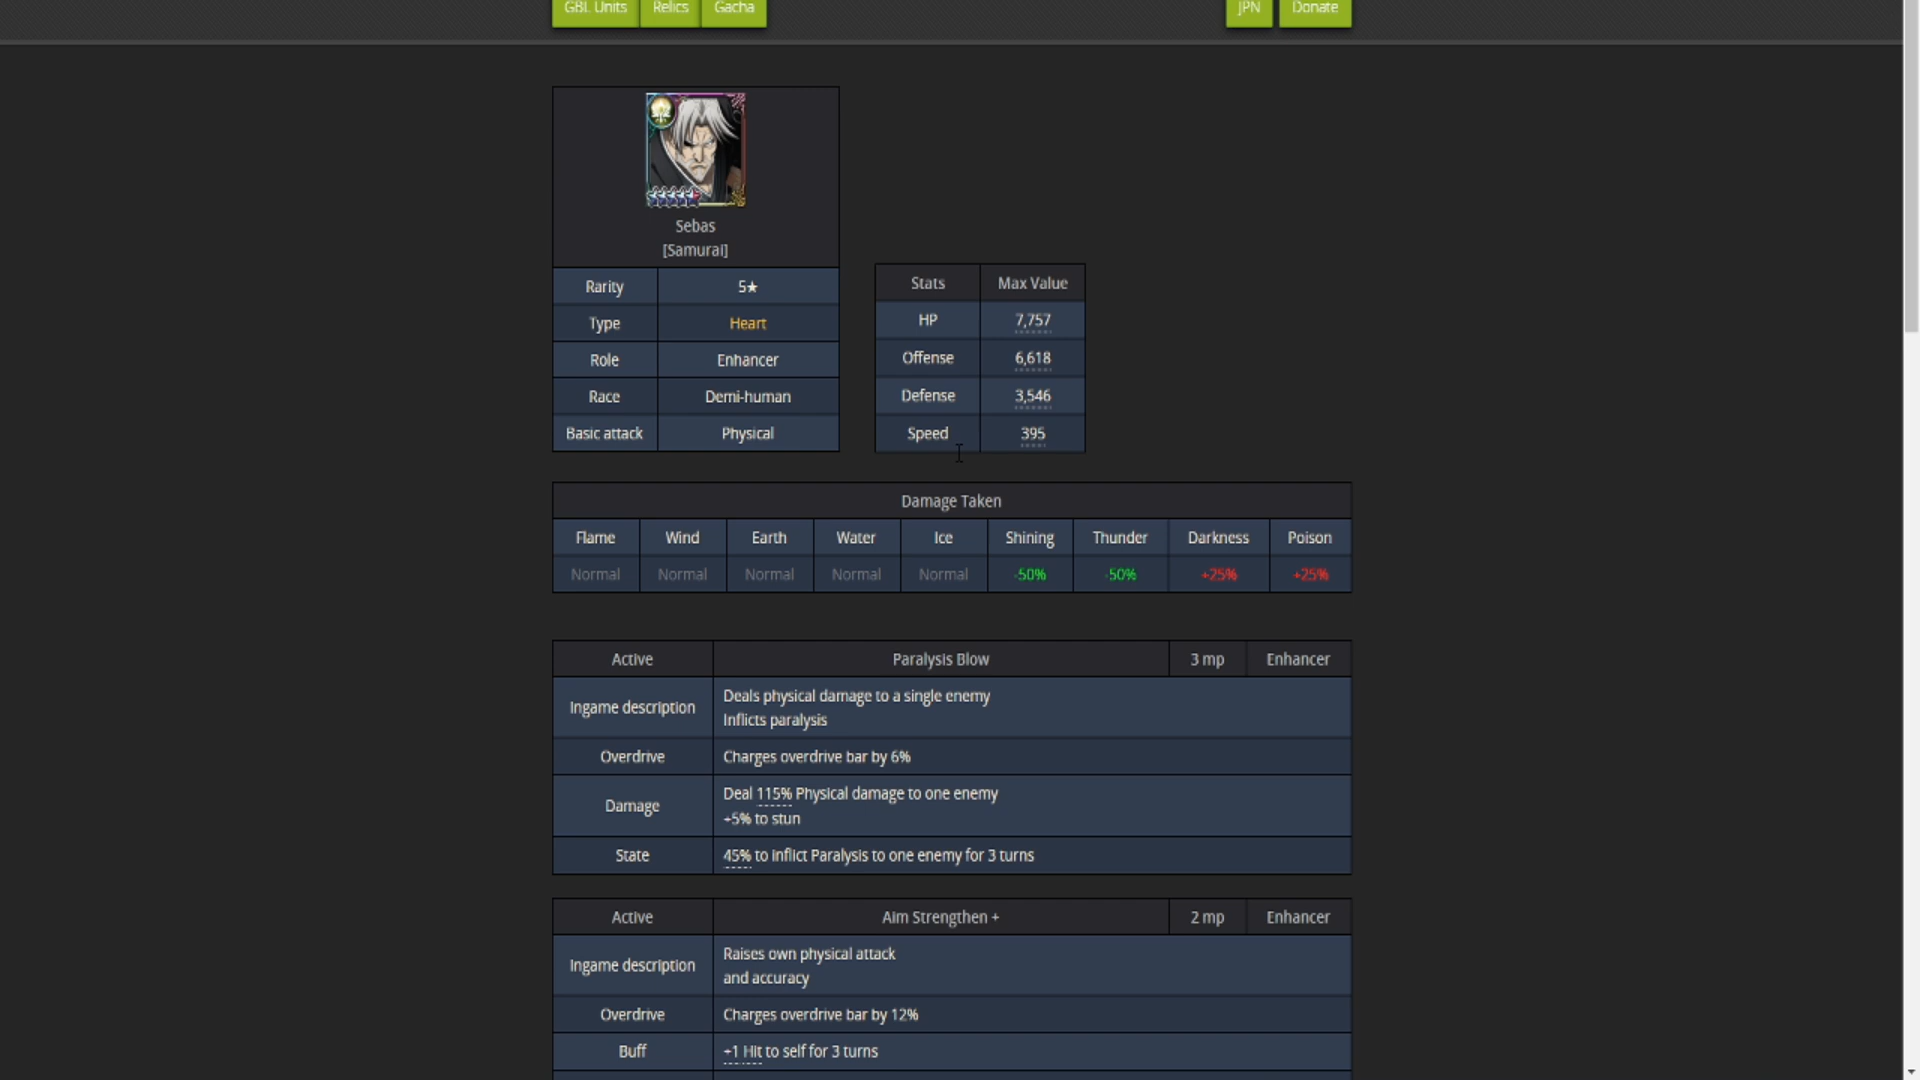 GBL Units Relics Gacha JPN Donate
Sebas
[Samurai]
Rarity 5★
Type Heart
Role Enhancer
Race Demi-human
Basic attack Physical
Stats Max Value
HP 7,757
Offense 6,618
Defense 3,546
Speed 395
Damage Taken
Flame Wind Earth Water Ice Shining Thunder Darkness Poison
Normal Normal Normal Normal Normal -50% -50% +25% +25%
Active Paralysis Blow 3 mp Enhancer
Ingame description
Deals physical damage to a single enemy
Inflicts paralysis
Overdrive Charges overdrive bar by 6%
Damage
Deal 115% Physical damage to one enemy
+5% to stun
State 45% to inflict Paralysis to one enemy for 3 turns
Active Aim Strengthen + 2 mp Enhancer
Ingame description
Raises own physical attack
and accuracy
Overdrive Charges overdrive bar by 12%
Buff +1 Hit to self for 3 turns